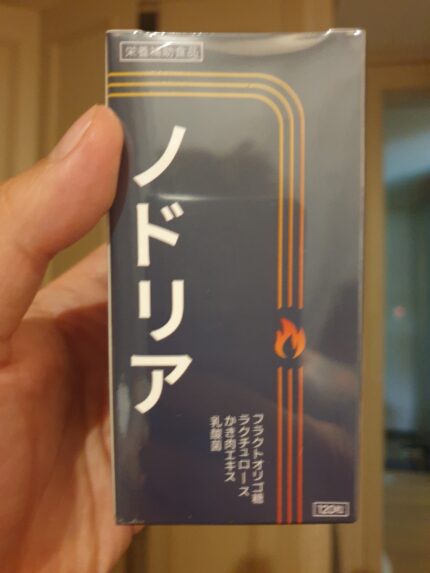 栄養補助食品
ノドリア
フラクトオリゴ糖
ラクチュロース
かき肉エキス
乳酸菌
120粒